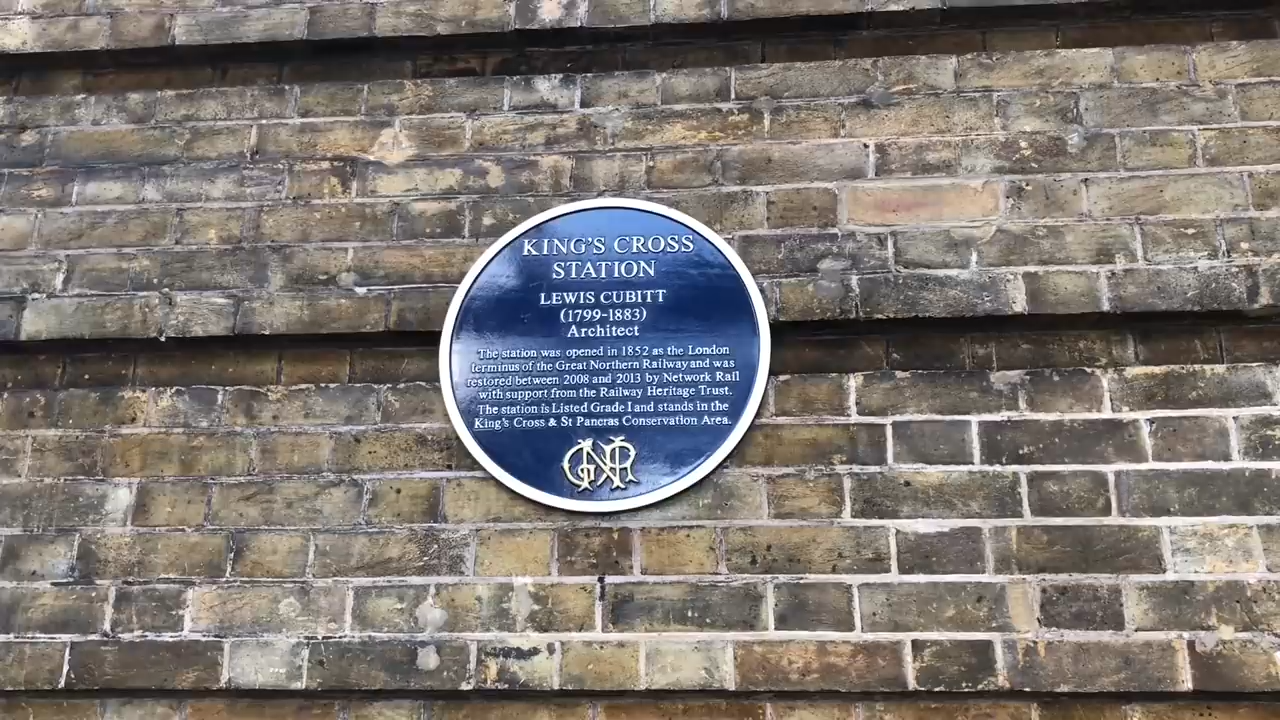 KING'S CROSS
STATION
LEWIS CUBITT
(1799-1883)
Architect
The station was opened in 1852 as the London
terminus of the Great Northern Railway and was
restored between 2008 and 2013 by Network Rail
with support from the Railway Heritage Trust.
The station is Listed Grade I and stands in the
King's Cross & St Pancras Conservation Area.
GNR